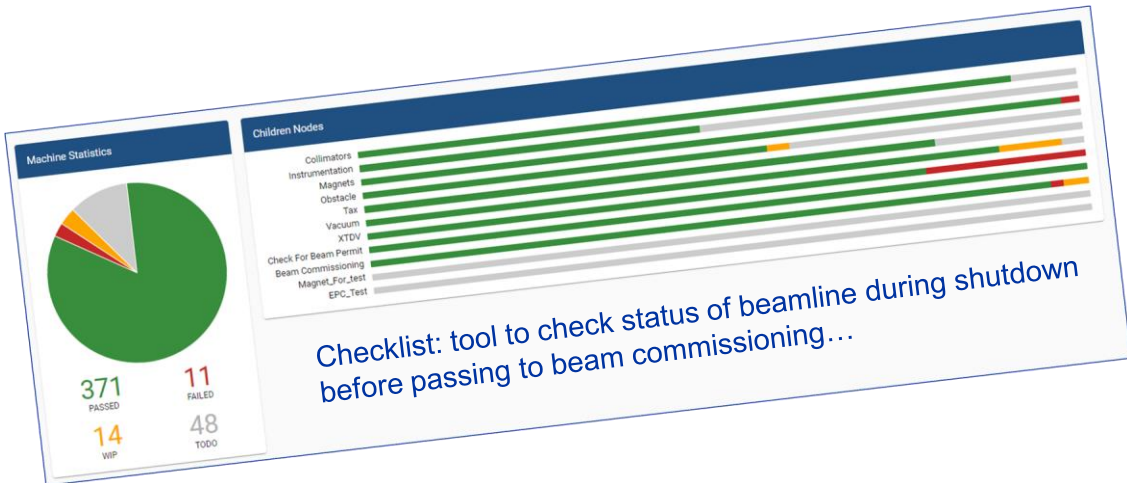 Machine Statistics
371
PASSED
11
FAILED
14
WIP
48
TODO
Children Nodes
Collimators
Instrumentation
Magnets
Obstacle
Tax
Vacuum
XTDV
Check For Beam Permit
Beam Commissioning
Magnet_For_test
EPC_Test
Checklist: tool to check status of beamline during shutdown
before passing to beam commissioning…